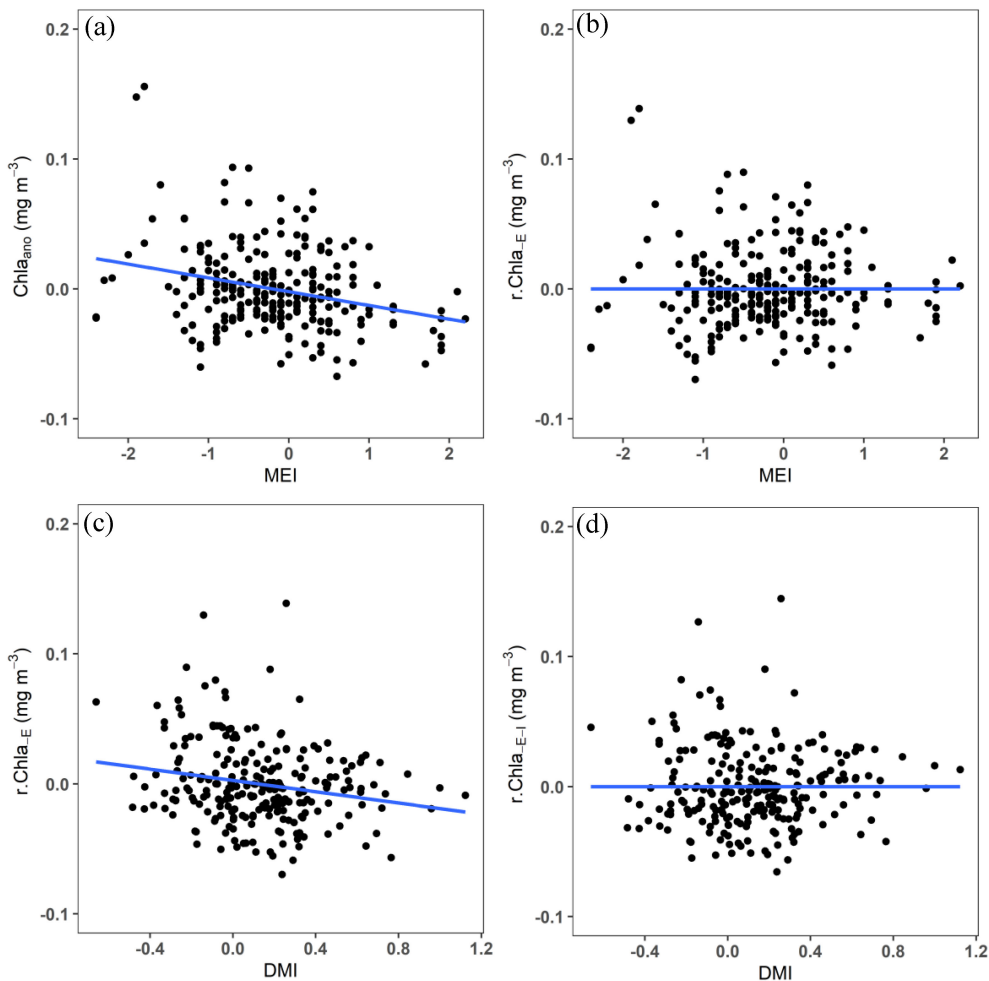 (a)
0.2
0.1
0.0
-0.1
Chla_ano (mg m⁻³)
-2 -1 0 1 2
MEI
(b)
0.2
0.1
0.0
-0.1
r.Chla_−E (mg m⁻³)
-2 -1 0 1 2
MEI
(c)
0.2
0.1
0.0
-0.1
r.Chla_−E (mg m⁻³)
-0.4 0.0 0.4 0.8 1.2
DMI
(d)
0.2
0.1
0.0
-0.1
r.Chla_−E−I (mg m⁻³)
-0.4 0.0 0.4 0.8 1.2
DMI